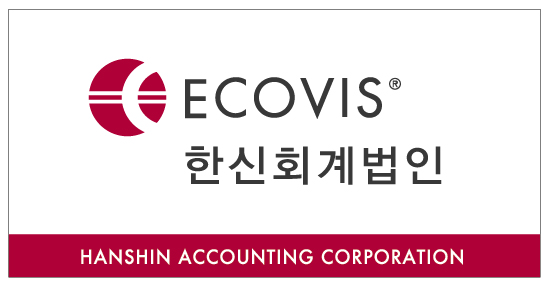 ECOVIS®
한신회계법인
HANSHIN ACCOUNTING CORPORATION